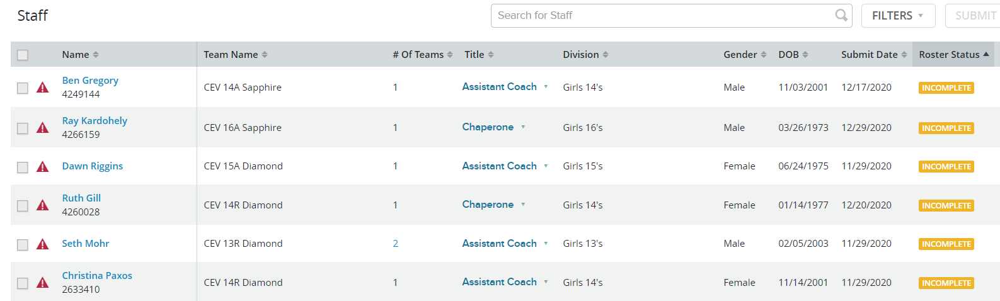 Staff
Search for Staff
FILTERS
SUBMIT
Name Team Name # Of Teams Title Division Gender DOB Submit Date Roster Status
Ben Gregory
4249144
CEV 14A Sapphire 1 Assistant Coach Girls 14's Male 11/03/2001 12/17/2020 INCOMPLETE
Ray Kardohely
4266159
CEV 16A Sapphire 1 Chaperone Girls 16's Male 03/26/1973 12/29/2020 INCOMPLETE
Dawn Riggins CEV 15A Diamond 1 Assistant Coach Girls 15's Female 06/24/1975 11/29/2020 INCOMPLETE
Ruth Gill
4260028
CEV 14R Diamond 1 Chaperone Girls 14's Female 01/14/1977 12/20/2020 INCOMPLETE
Seth Mohr CEV 13R Diamond 2 Assistant Coach Girls 13's Male 02/05/2003 11/29/2020 INCOMPLETE
Christina Paxos
2633410
CEV 14R Diamond 1 Assistant Coach Girls 14's Female 11/14/2001 11/29/2020 INCOMPLETE